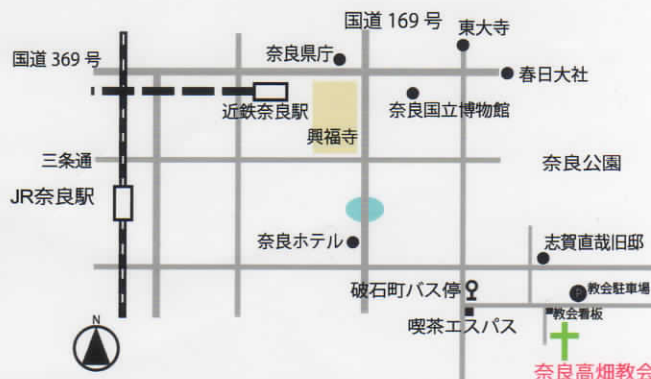 国道 169 号
東大寺
奈良県庁
国道 369 号
春日大社
近鉄奈良駅
奈良国立博物館
興福寺
三条通
奈良公園
JR奈良駅
奈良ホテル
志賀直哉旧邸
破石町バス停
P
教会駐車場
喫茶エスパス
教会看板
N
奈良高畑教会